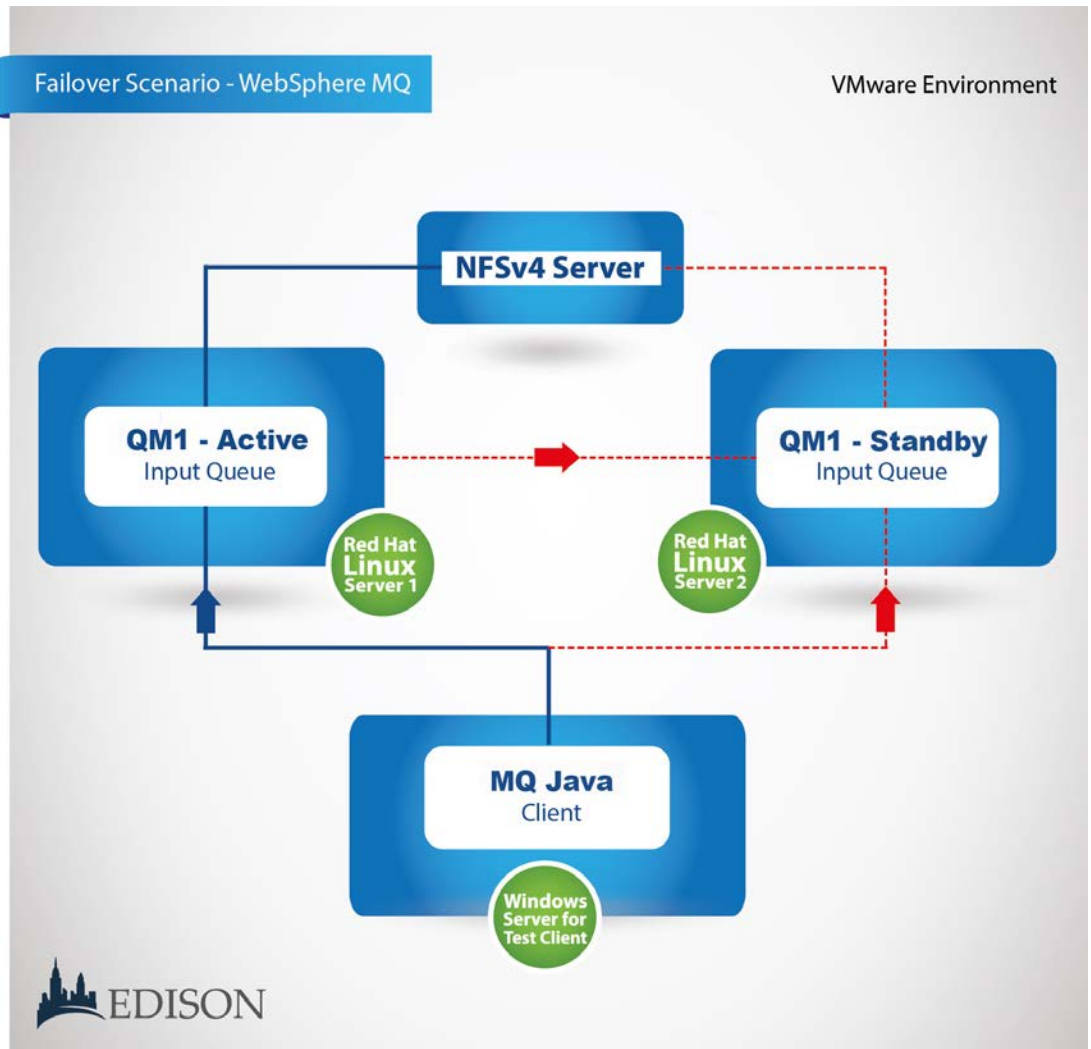 Failover Scenario - WebSphere MQ
VMware Environment
NFSv4 Server
QM1 - Active
Input Queue
QM1 - Standby
Input Queue
Red Hat
Linux
Server 1
Red Hat
Linux
Server 2
MQ Java
Client
Windows
Server for
Test Client
EDISON